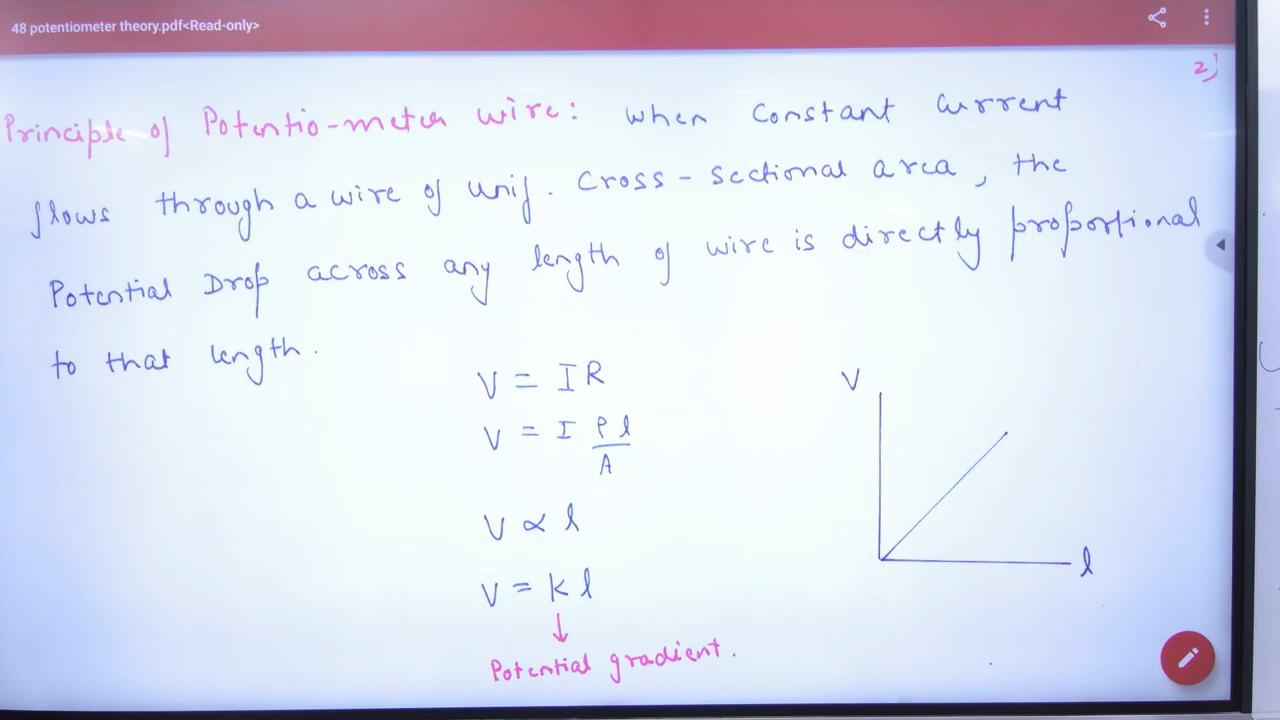 48 potentiometer theory.pdf<Read-only>
2)
Principle of Potentio-meter wire: when constant current
flows through a wire of unif. cross-sectional area, the
Potential Drop across any length of wire is directly proportional
to that length.
V = IR
V = I ρl/A
V ∝ l
V = Kl
↓
Potential gradient.
V
l